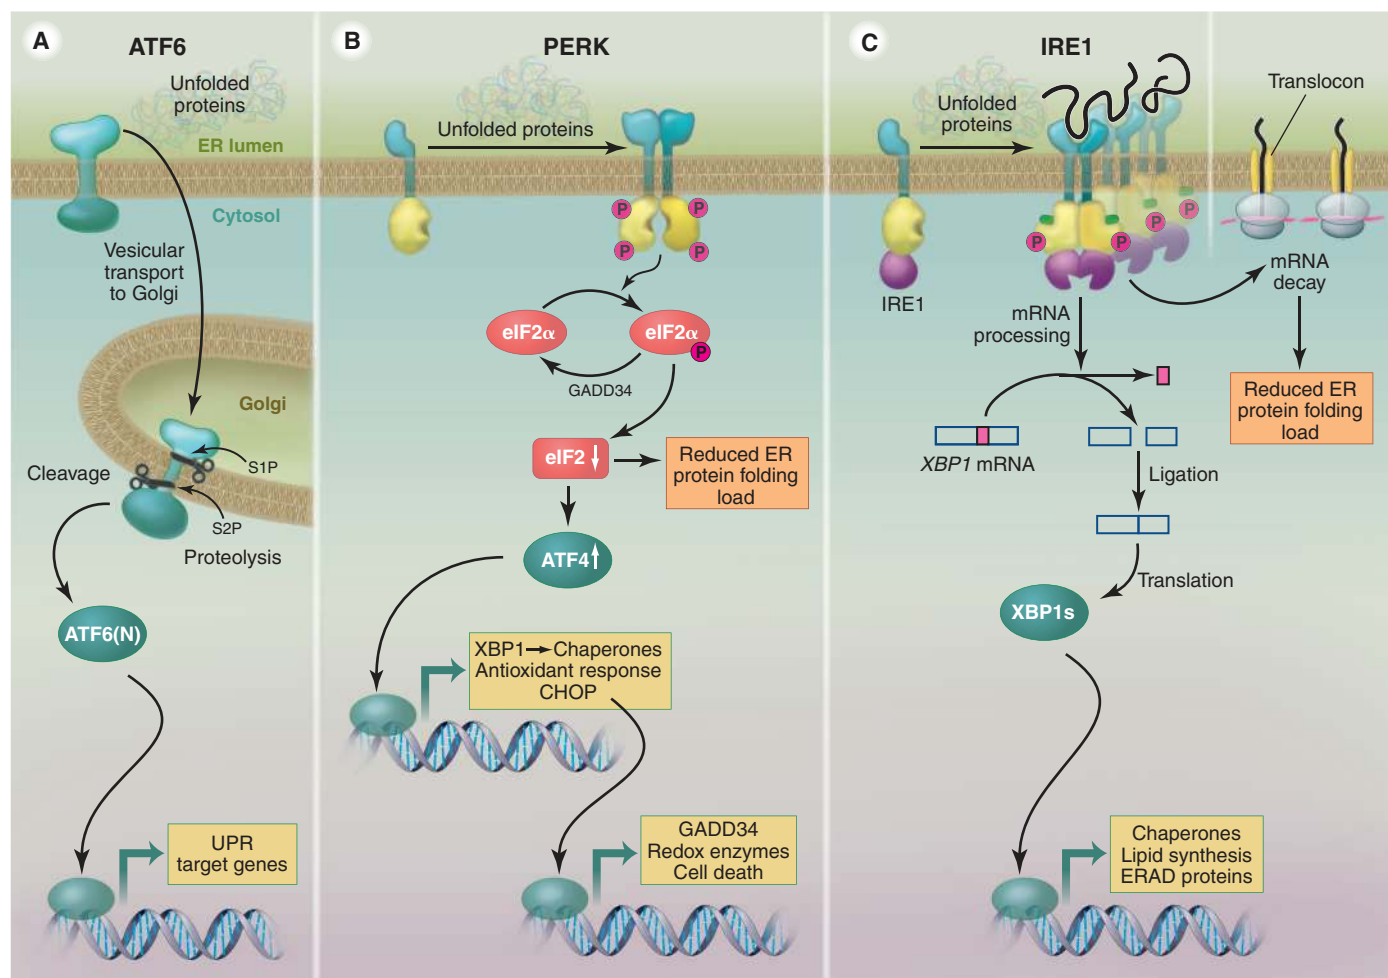 A
ATF6
Unfolded
proteins
ER lumen
Cytosol
Vesicular
transport
to Golgi
Golgi
Cleavage
S1P
S2P
Proteolysis
ATF6(N)
UPR
target genes
B
PERK
Unfolded proteins
P
P
P
P
eIF2α
eIF2α
P
GADD34
eIF2
Reduced ER
protein folding
load
ATF4
XBP1→Chaperones
Antioxidant response
CHOP
GADD34
Redox enzymes
Cell death
C
IRE1
Unfolded
proteins
Translocon
P
P
P
P
IRE1
mRNA
processing
mRNA
decay
Reduced ER
protein folding
load
XBP1 mRNA
Ligation
Translation
XBP1s
Chaperones
Lipid synthesis
ERAD proteins